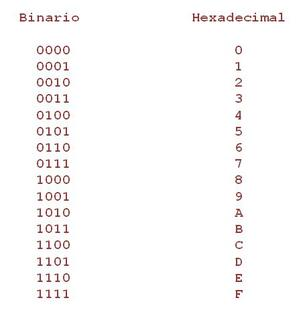 Binario Hexadecimal
0000 0
0001 1
0010 2
0011 3
0100 4
0101 5
0110 6
0111 7
1000 8
1001 9
1010 A
1011 B
1100 C
1101 D
1110 E
1111 F